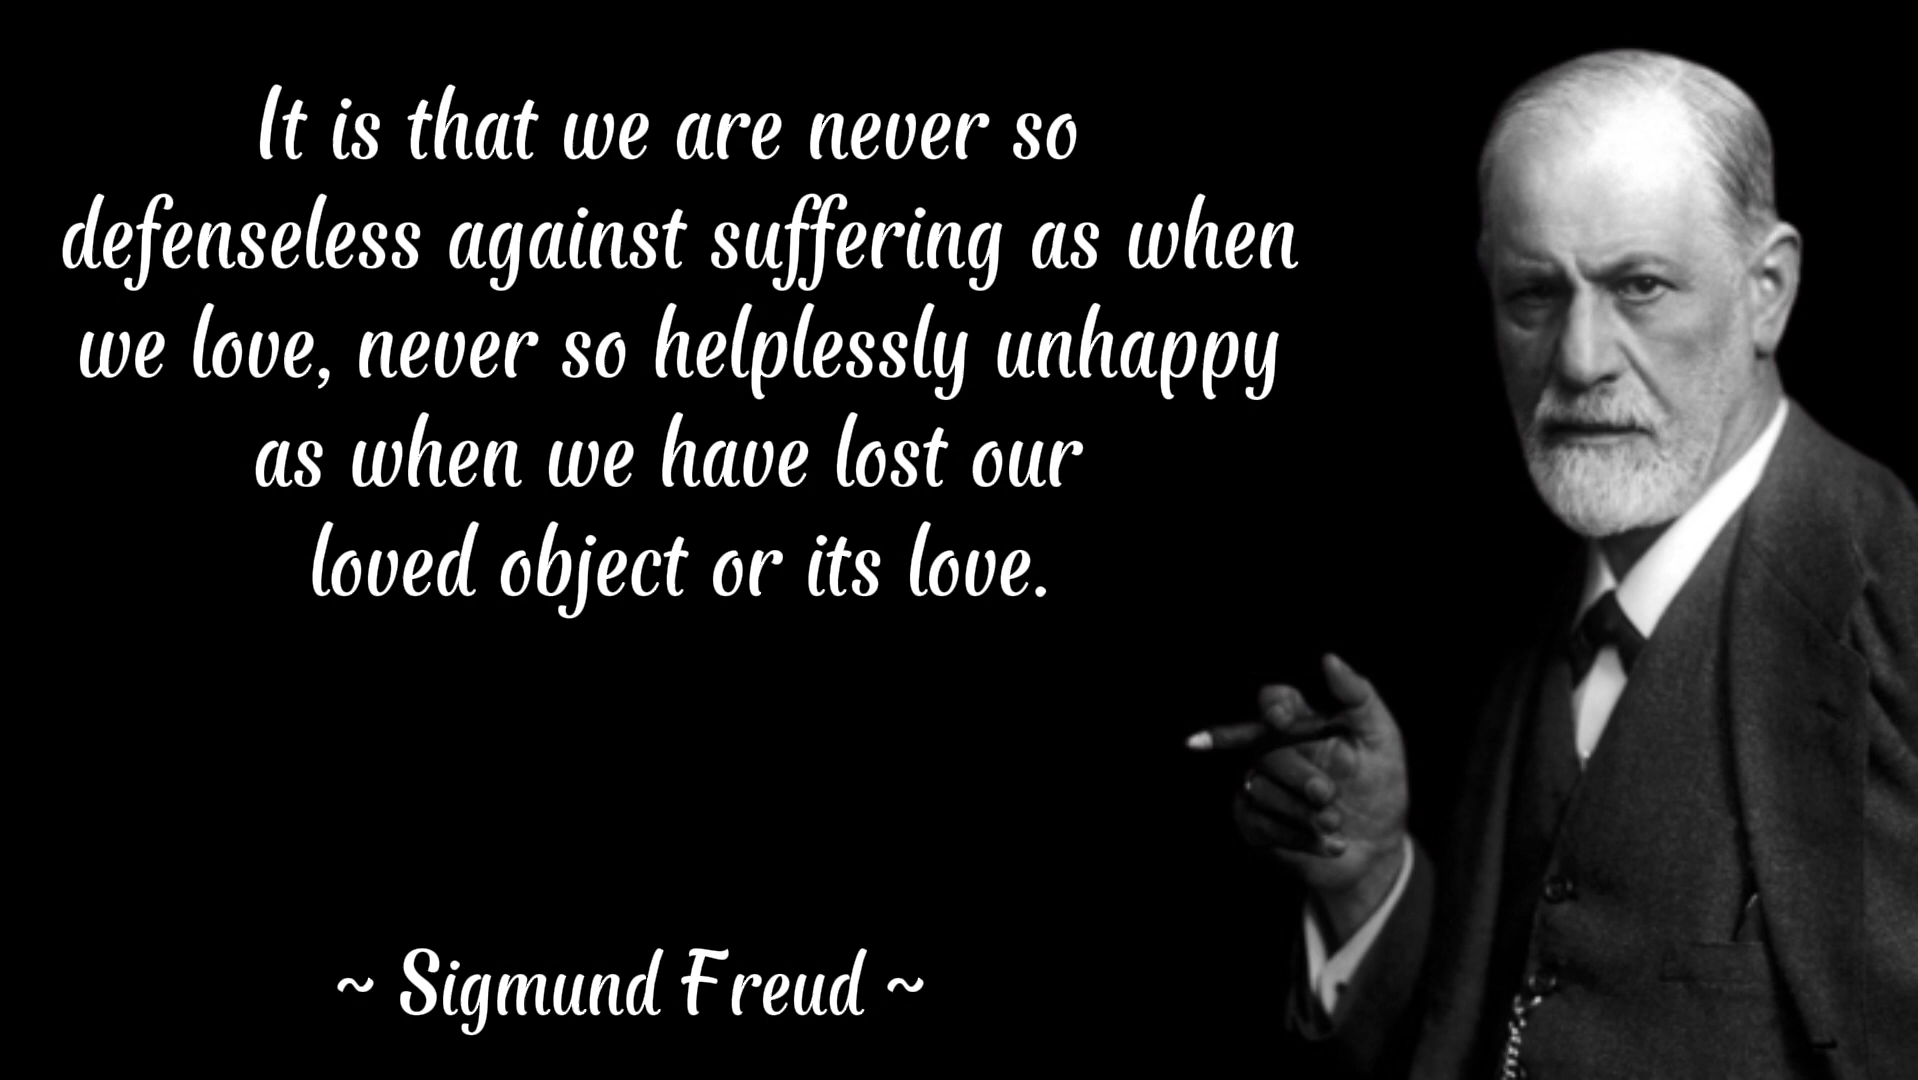 It is that we are never so
defenseless against suffering as when
we love, never so helplessly unhappy
as when we have lost our
loved object or its love.
~ Sigmund Freud ~